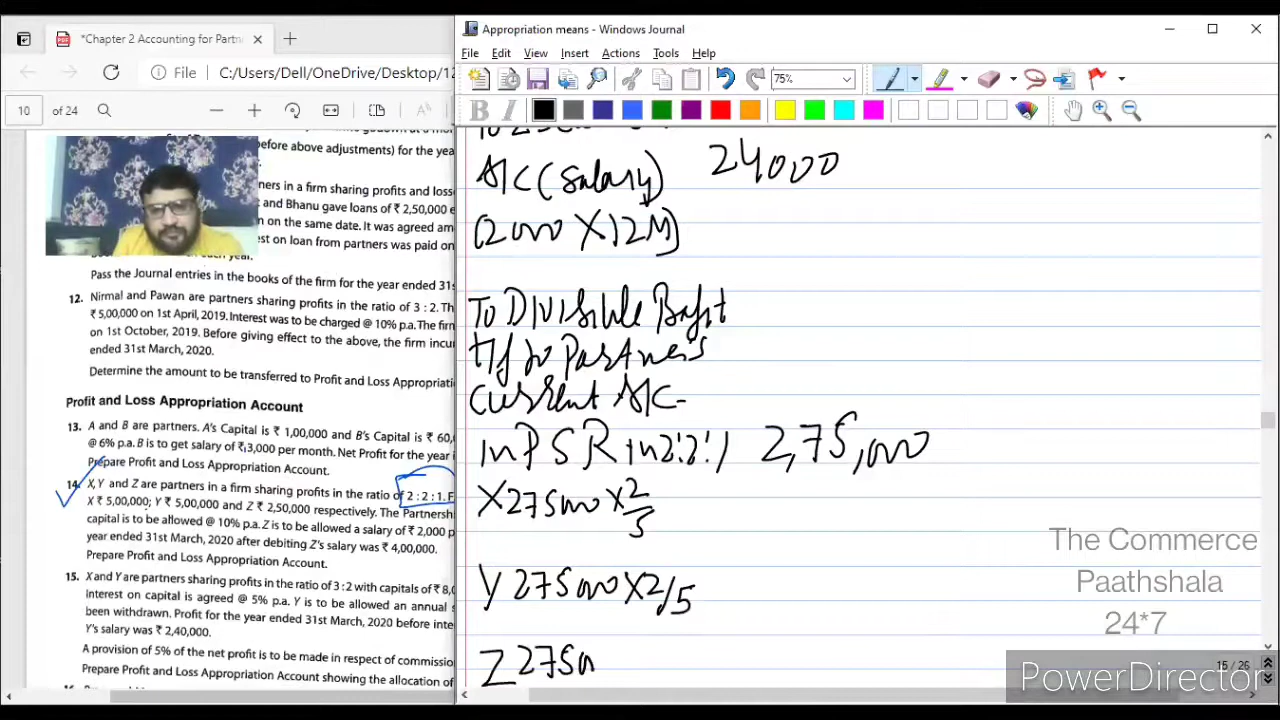 *Chapter 2 Accounting for Partn
Appropriation means - Windows Journal
File Edit View Insert Actions Tools Help
File C:/Users/Dell/OneDrive/Desktop/12
10 of 24
75%
efore above adjustments) for the yea
ners in a firm sharing profits and losse
and Bhanu gave loans of ₹ 2,50,000 e
n on the same date. It was agreed am
est on loan from partners was paid on
Pass the Journal entries in the books of the firm for the year ended 31s
12. Nirmal and Pawan are partners sharing profits in the ratio of 3 : 2. Th
₹ 5,00,000 on 1st April, 2019. Interest was to be charged @ 10% p.a. The firm
on 1st October, 2019. Before giving effect to the above, the firm incur
ended 31st March, 2020.
Determine the amount to be transferred to Profit and Loss Appropriati
Profit and Loss Appropriation Account
13. A and B are partners. A's Capital is ₹ 1,00,000 and B's Capital is ₹ 60,
@ 6% p.a. B is to get salary of ₹ 3,000 per month. Net Profit for the year i
Prepare Profit and Loss Appropriation Account.
14. X, Y and Z are partners in a firm sharing profits in the ratio of 2 : 2 : 1. F
X ₹ 5,00,000; Y ₹ 5,00,000 and Z ₹ 2,50,000 respectively. The Partnership
capital is to be allowed @ 10% p.a. Z is to be allowed a salary of ₹ 2,000 p
year ended 31st March, 2020 after debiting Z's salary was ₹ 4,00,000.
Prepare Profit and Loss Appropriation Account.
15. X and Y are partners sharing profits in the ratio of 3 : 2 with capitals of ₹ 8,0
Interest on capital is agreed @ 5% p.a. Y is to be allowed an annual s
been withdrawn. Profit for the year ended 31st March, 2020 before inte
Y's salary was ₹ 2,40,000.
A provision of 5% of the net profit is to be made in respect of commissio
Prepare Profit and Loss Appropriation Account showing the allocation of
A/C (Salary) 24000
(2000 X 12M)
To Divisible Profit
t/f to Partners
Current A/C-
in PSR in 2:2:1 2,75,000
X 275000 X 2/5
Y 275000 X 2/5
Z 2750
The Commerce
Paathshala
24*7
15 / 26
PowerDirector